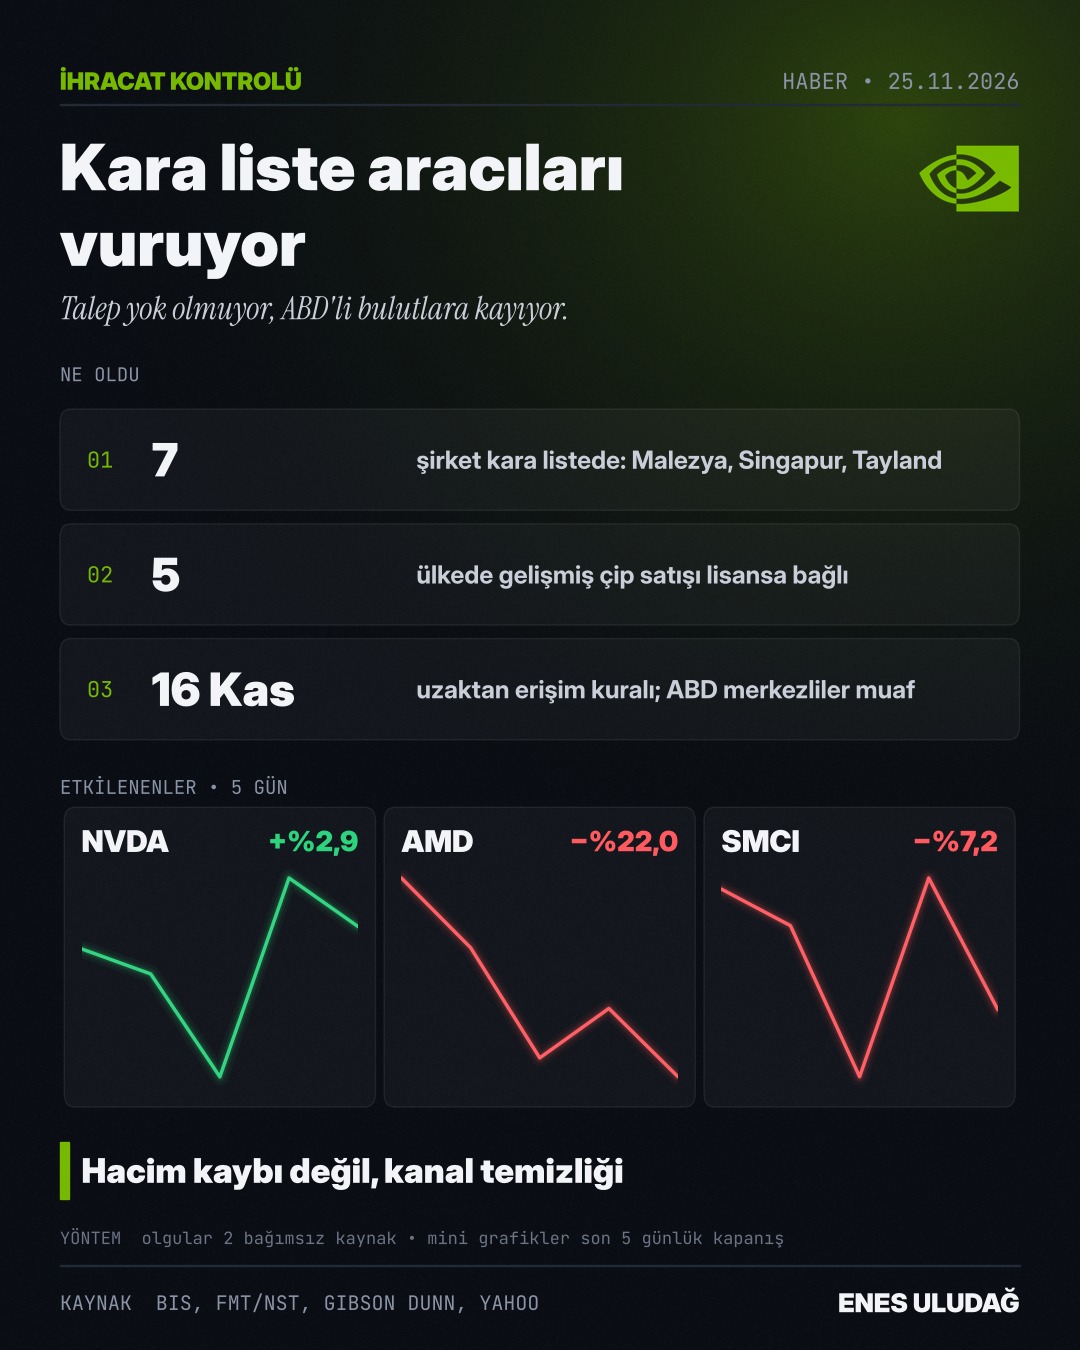 İHRACAT KONTROLÜ
HABER • 25.11.2026
Kara liste aracıları
vuruyor
Talep yok olmuyor, ABD'li bulutlara kayıyor.
NE OLDU
01 7 şirket kara listede: Malezya, Singapur, Tayland
02 5 ülkede gelişmiş çip satışı lisansa bağlı
03 16 Kas uzaktan erişim kuralı; ABD merkezliler muaf
ETKİLENENLER • 5 GÜN
NVDA +%2,9
AMD −%22,0
SMCI −%7,2
Hacim kaybı değil, kanal temizliği
YÖNTEM olgular 2 bağımsız kaynak • mini grafikler son 5 günlük kapanış
KAYNAK BIS, FMT/NST, GIBSON DUNN, YAHOO
ENES ULUDAĞ